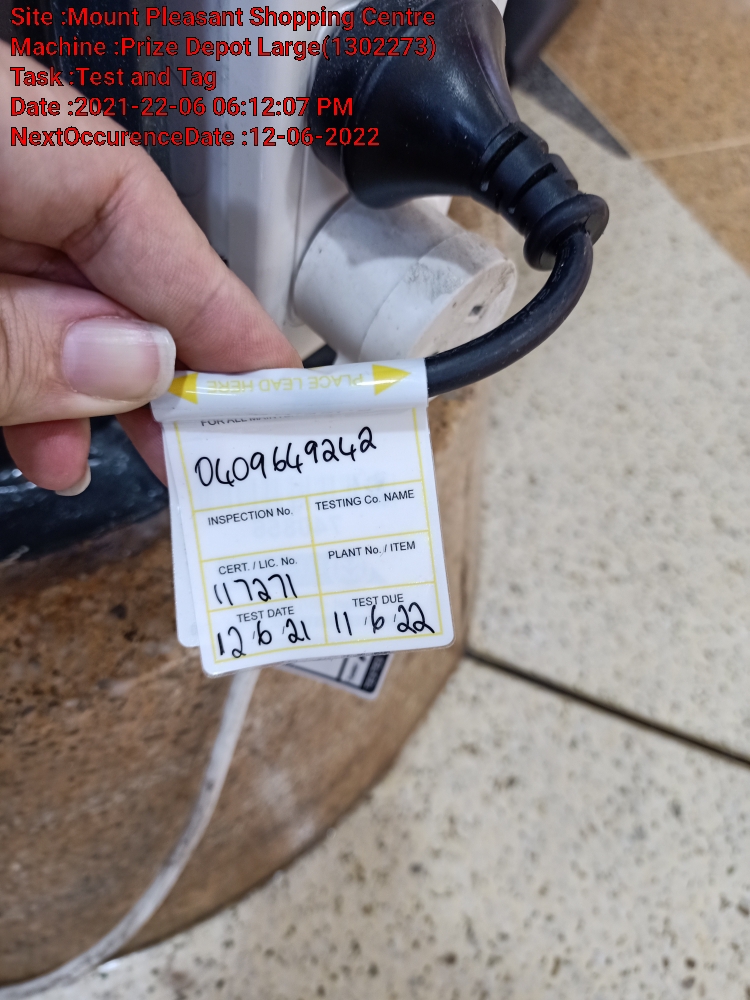 Site :Mount Pleasant Shopping Centre
Machine :Prize Depot Large(1302273)
Task :Test and Tag
Date :2021-22-06 06:12:07 PM
NextOccurenceDate :12-06-2022
PLACE LEAD HERE
FOR ALL
0409649242
INSPECTION No.
TESTING Co. NAME
CERT. / LIC. No.
PLANT No. / ITEM
117271
TEST DATE
TEST DUE
12/6/21
11/6/22